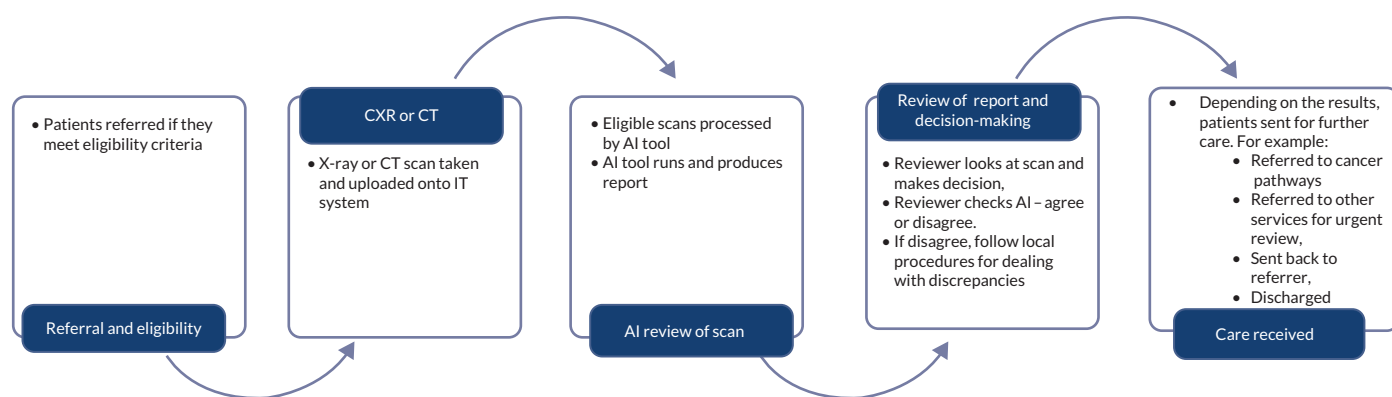 • Patients referred if they
meet eligibility criteria
Referral and eligibility
CXR or CT
• X-ray or CT scan taken
and uploaded onto IT
system
• Eligible scans processed
by AI tool
• AI tool runs and produces
report
AI review of scan
Review of report and
decision-making
• Reviewer looks at scan and
makes decision,
• Reviewer checks AI – agree
or disagree.
• If disagree, follow local
procedures for dealing
with discrepancies
• Depending on the results,
patients sent for further
care. For example:
• Referred to cancer
pathways
• Referred to other
services for urgent
review,
• Sent back to
referrer,
• Discharged
Care received